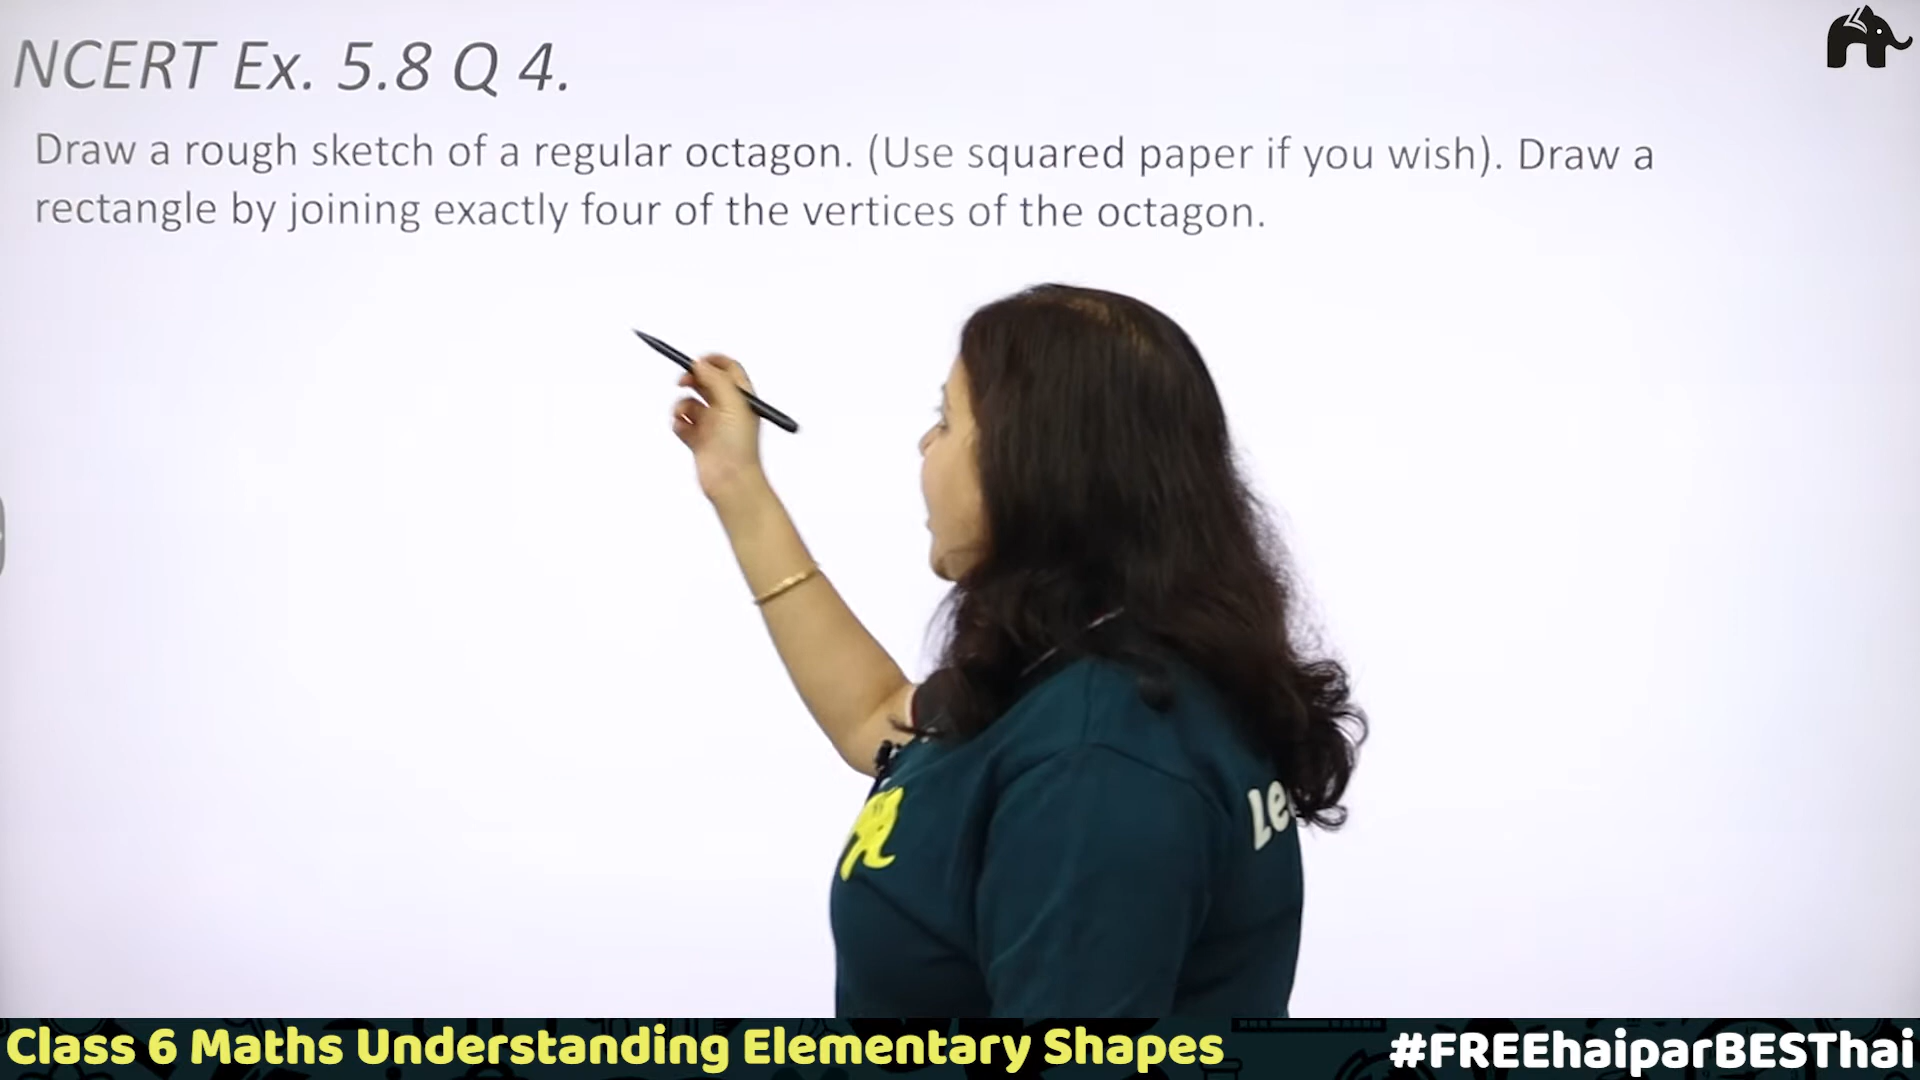 NCERT Ex. 5.8 Q 4.
Draw a rough sketch of a regular octagon. (Use squared paper if you wish). Draw a
rectangle by joining exactly four of the vertices of the octagon.
Le
Class 6 Maths Understanding Elementary Shapes
#FREEhaiparBESThai